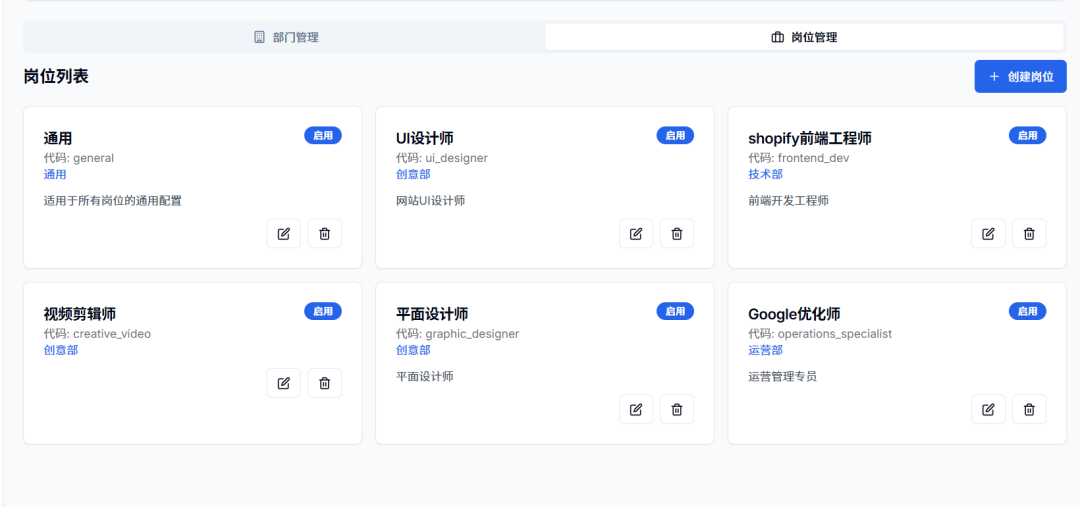 部门管理
岗位管理
岗位列表
创建岗位
通用
启用
代码: general
通用
适用于所有岗位的通用配置
UI设计师
启用
代码: ui_designer
创意部
网站UI设计师
shopify前端工程师
启用
代码: frontend_dev
技术部
前端开发工程师
视频剪辑师
启用
代码: creative_video
创意部
平面设计师
启用
代码: graphic_designer
创意部
平面设计师
Google优化师
启用
代码: operations_specialist
运营部
运营管理专员